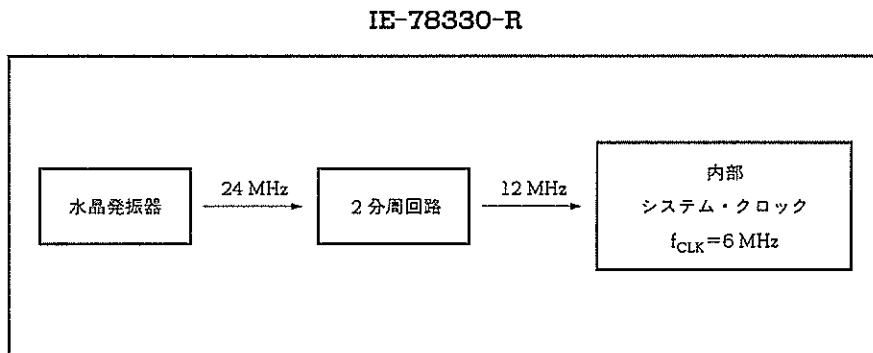 IE-78330-R
水晶発振器
24 MHz
2分周回路
12 MHz
内部
システム・クロック
fCLK=6 MHz